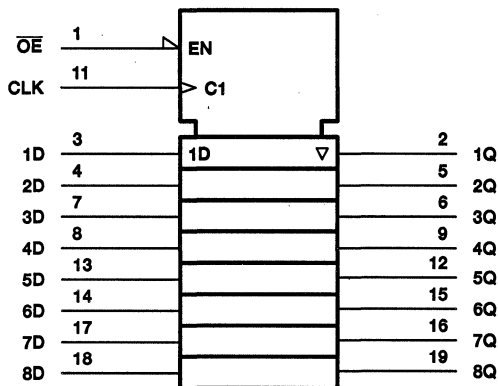 OE 1 EN
CLK 11 C1
1D 3 1D ▽ 2 1Q
2D 4 5 2Q
3D 7 6 3Q
4D 8 9 4Q
5D 13 12 5Q
6D 14 15 6Q
7D 17 16 7Q
8D 18 19 8Q